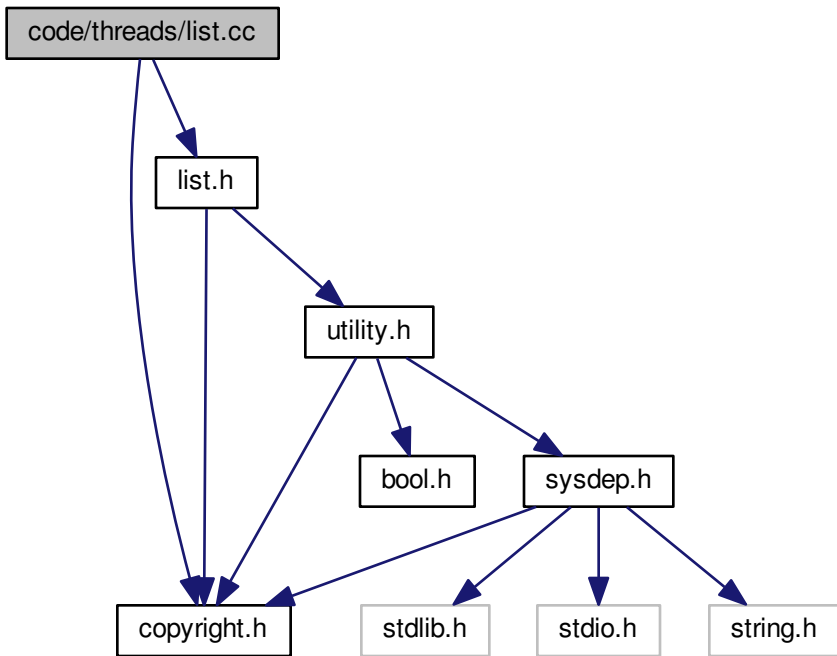 code/threads/list.cc
list.h
utility.h
bool.h
sysdep.h
copyright.h
stdlib.h
stdio.h
string.h